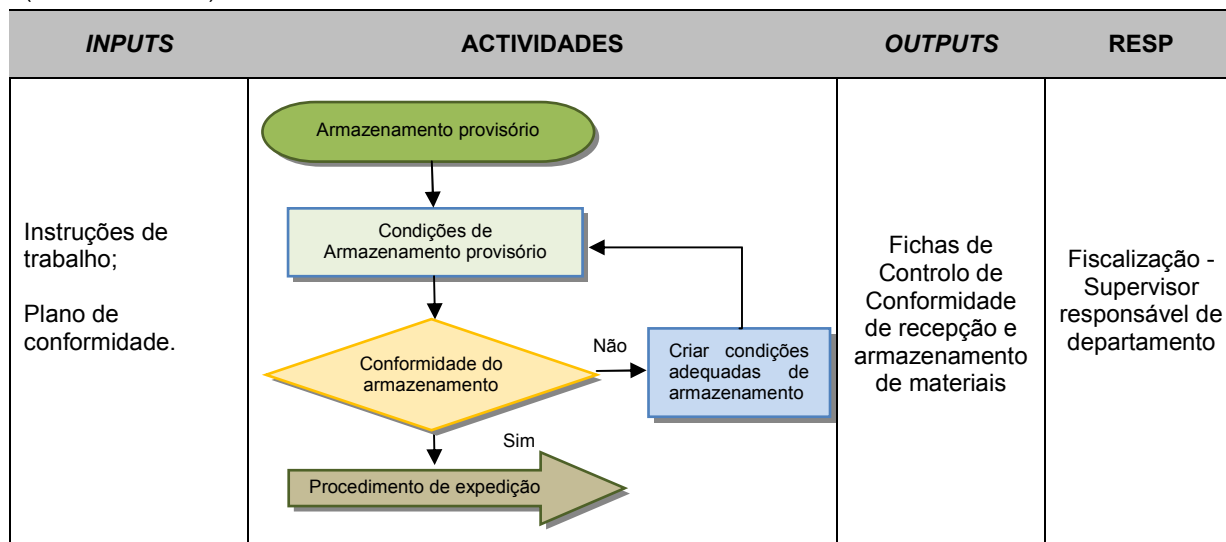 INPUTS
ACTIVIDADES
OUTPUTS
RESP
Instruções de
trabalho;
Plano de
conformidade.
Armazenamento provisório
Condições de
Armazenamento provisório
Conformidade do
armazenamento
Não
Criar condições
adequadas de
armazenamento
Sim
Procedimento de expedição
Fichas de
Controlo de
Conformidade
de recepção e
armazenamento
de materiais
Fiscalização -
Supervisor
responsável de
departamento